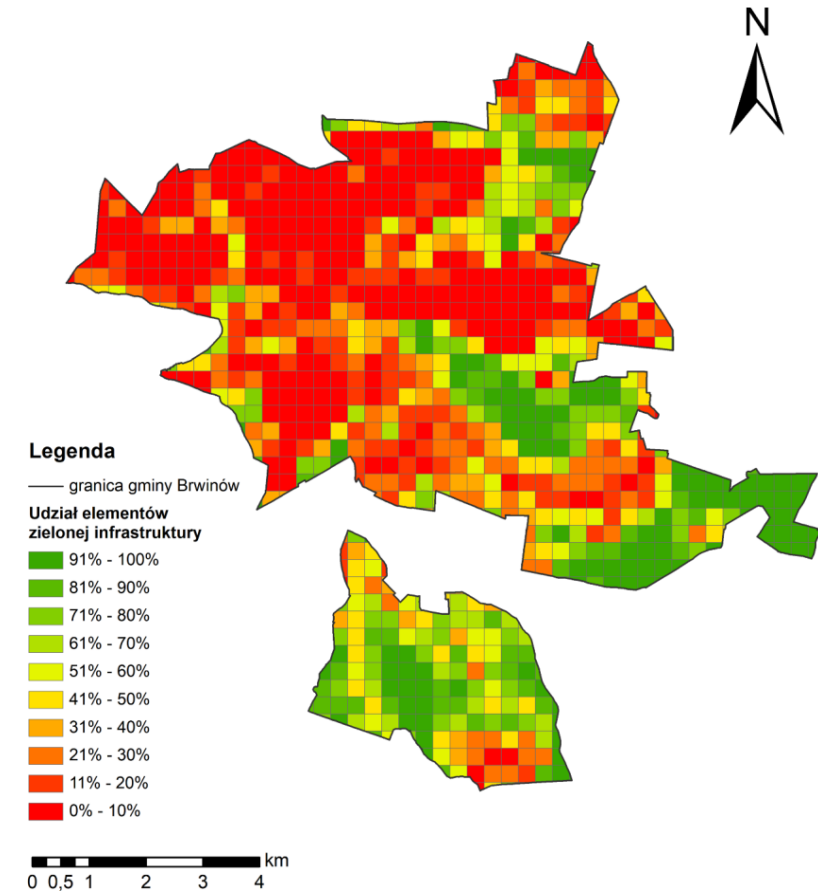 N
Legenda
granica gminy Brwinów
Udział elementów
zielonej infrastruktury
91% - 100%
81% - 90%
71% - 80%
61% - 70%
51% - 60%
41% - 50%
31% - 40%
21% - 30%
11% - 20%
0% - 10%
km
0 0,5 1 2 3 4